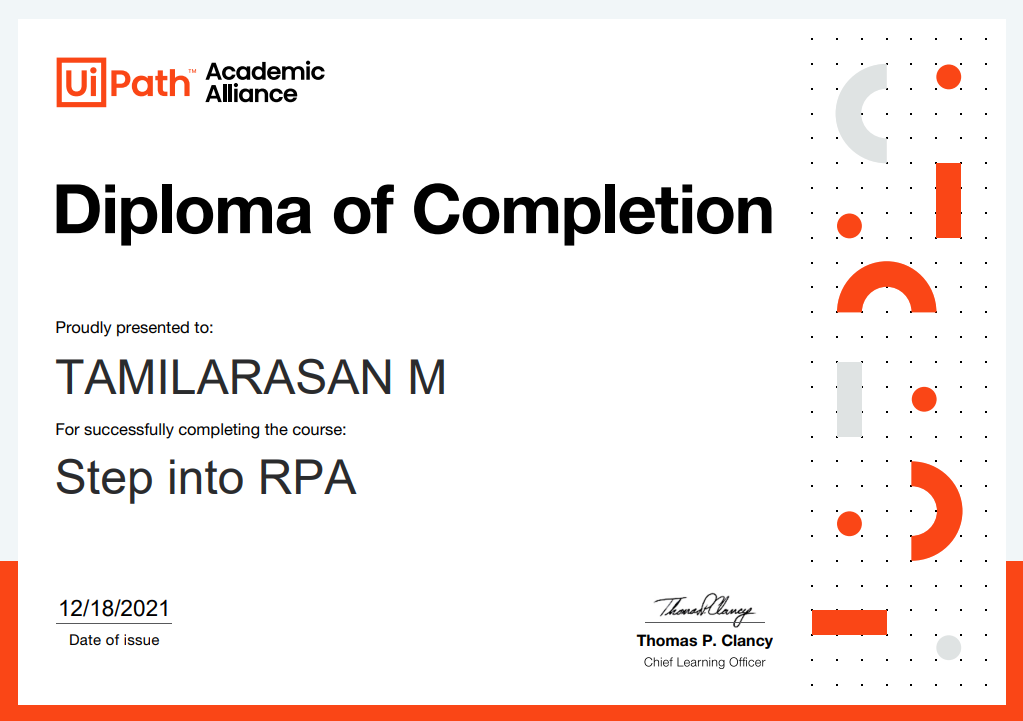 UiPath™ Academic
Alliance
Diploma of Completion
Proudly presented to:
TAMILARASAN M
For successfully completing the course:
Step into RPA
12/18/2021
Date of issue
Thomas P. Clancy
Thomas P. Clancy
Chief Learning Officer